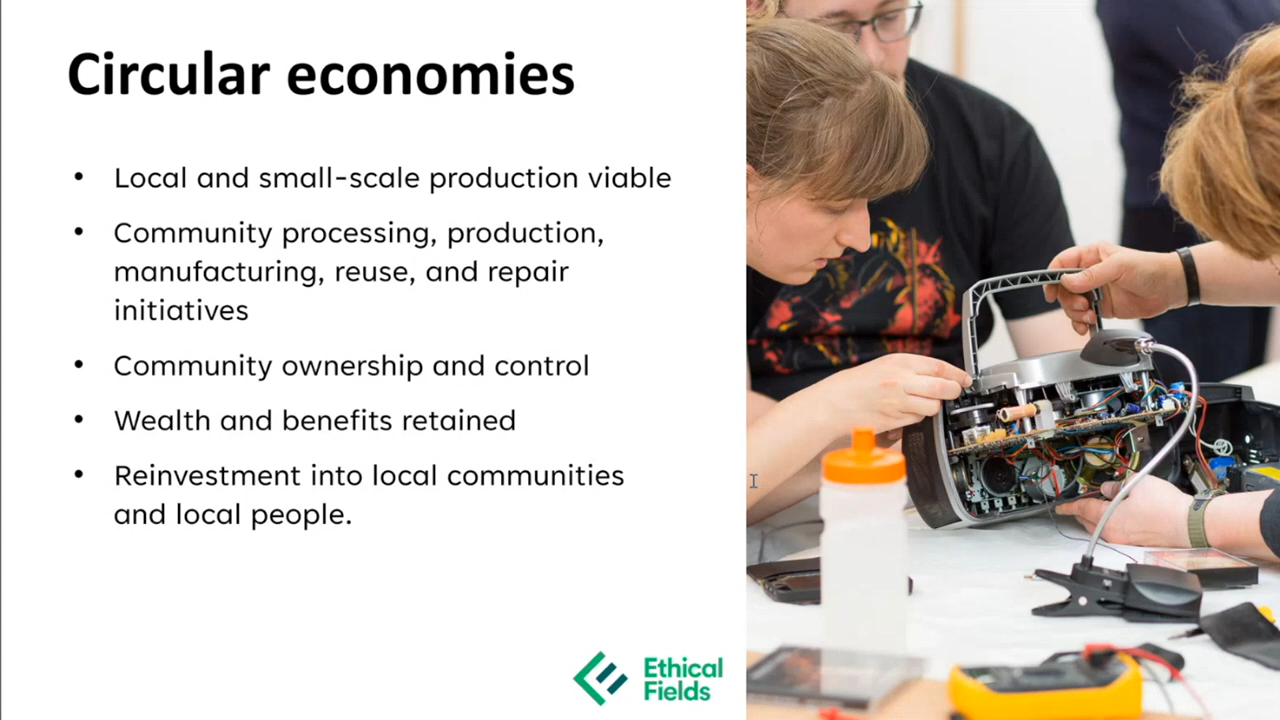 Circular economies
• Local and small-scale production viable
• Community processing, production,
manufacturing, reuse, and repair
initiatives
• Community ownership and control
• Wealth and benefits retained
• Reinvestment into local communities
and local people.
Ethical
Fields